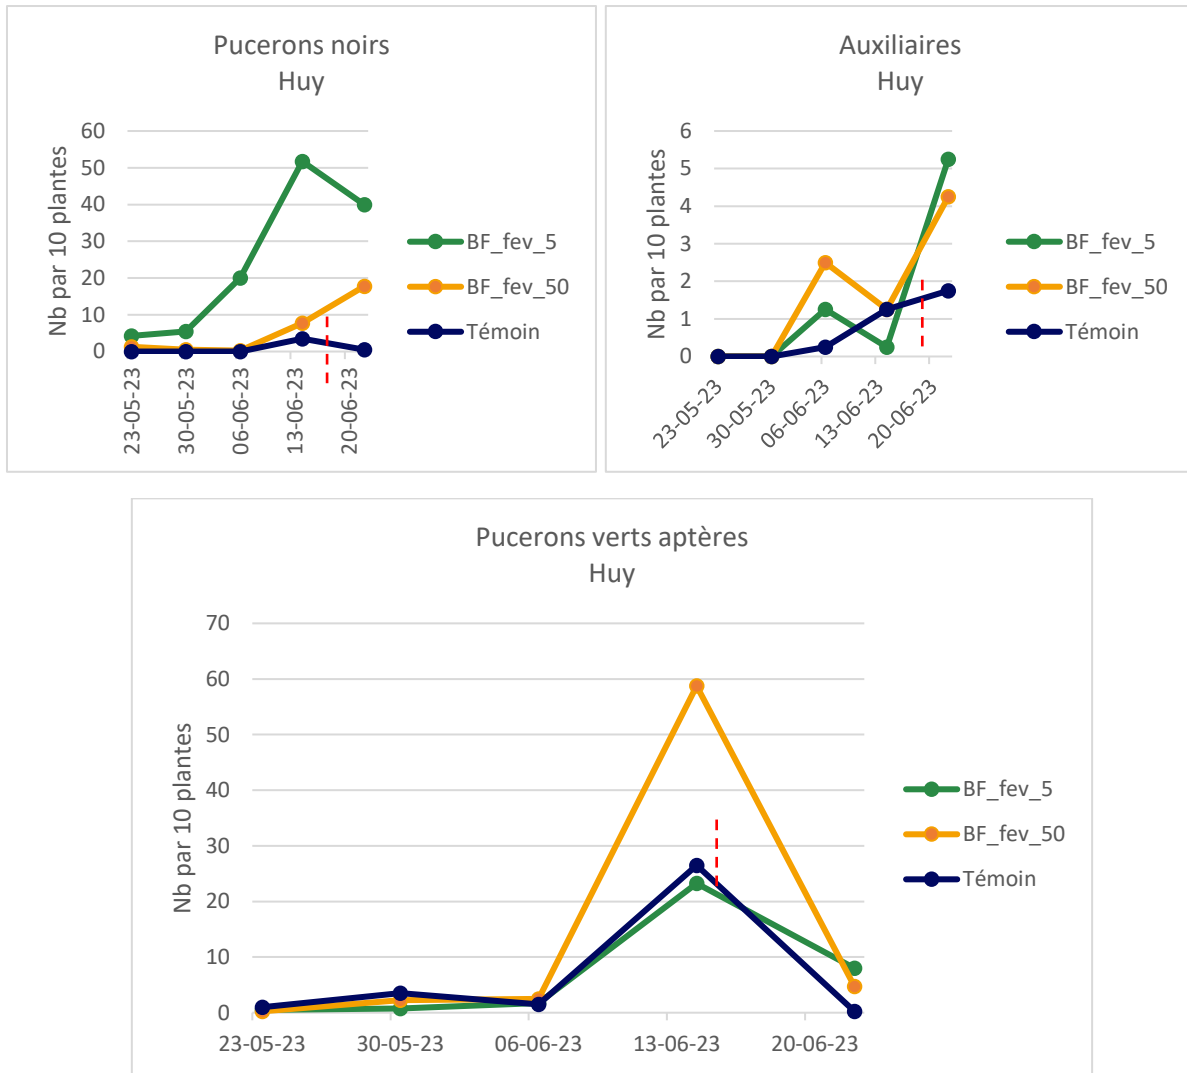 Pucerons noirs
Huy
Nb par 10 plantes
60
50
40
30
20
10
0
23-05-23
30-05-23
06-06-23
13-06-23
20-06-23
BF_fev_5
BF_fev_50
Témoin
Auxiliaires
Huy
Nb par 10 plantes
6
5
4
3
2
1
0
23-05-23
30-05-23
06-06-23
13-06-23
20-06-23
BF_fev_5
BF_fev_50
Témoin
Pucerons verts aptères
Huy
Nb par 10 plantes
70
60
50
40
30
20
10
0
23-05-23
30-05-23
06-06-23
13-06-23
20-06-23
BF_fev_5
BF_fev_50
Témoin